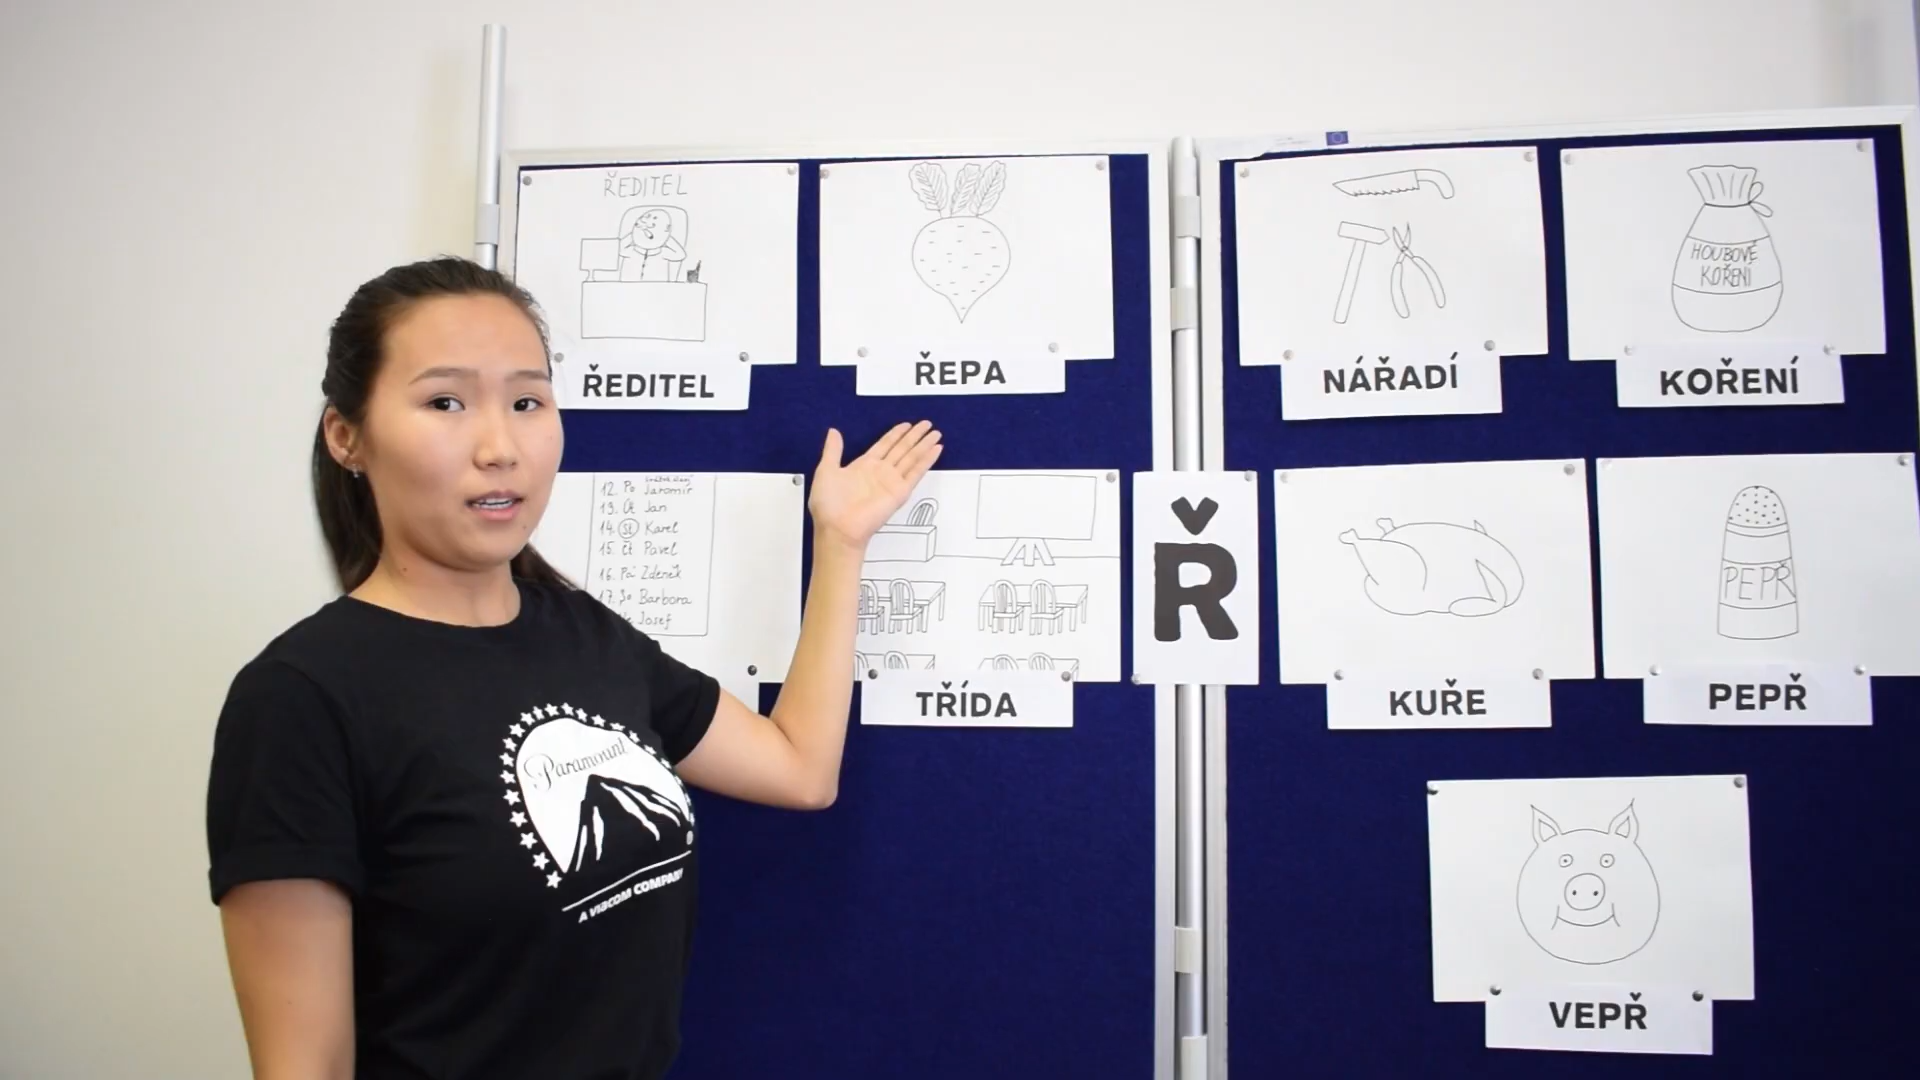 ŘEDITEL
ŘEDITEL
ŘEPA
NÁŘADÍ
HOUBOVÉ
KOŘENÍ
KOŘENÍ
12. Po Jaromír
13. Út Jan
14. St Karel
15. Čt Pavel
16. Pá Zdeněk
17. So Barbora
Josef
TŘÍDA
Ř
KUŘE
PEPŘ
PEPŘ
VEPŘ
Paramount
A VIACOM COMPANY